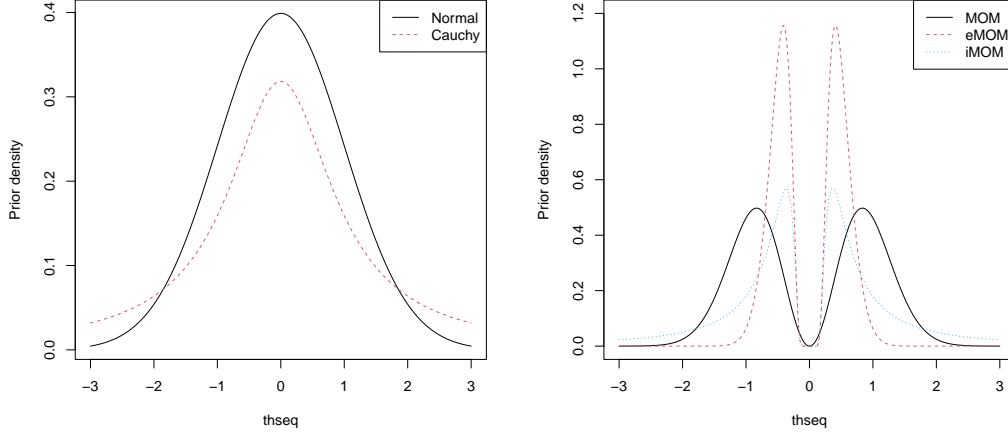 Normal
Cauchy
Prior density
0.0
0.1
0.2
0.3
0.4
−3 −2 −1 0 1 2 3
thseq
MOM
eMOM
iMOM
Prior density
0.0
0.2
0.4
0.6
0.8
1.0
1.2
−3 −2 −1 0 1 2 3
thseq